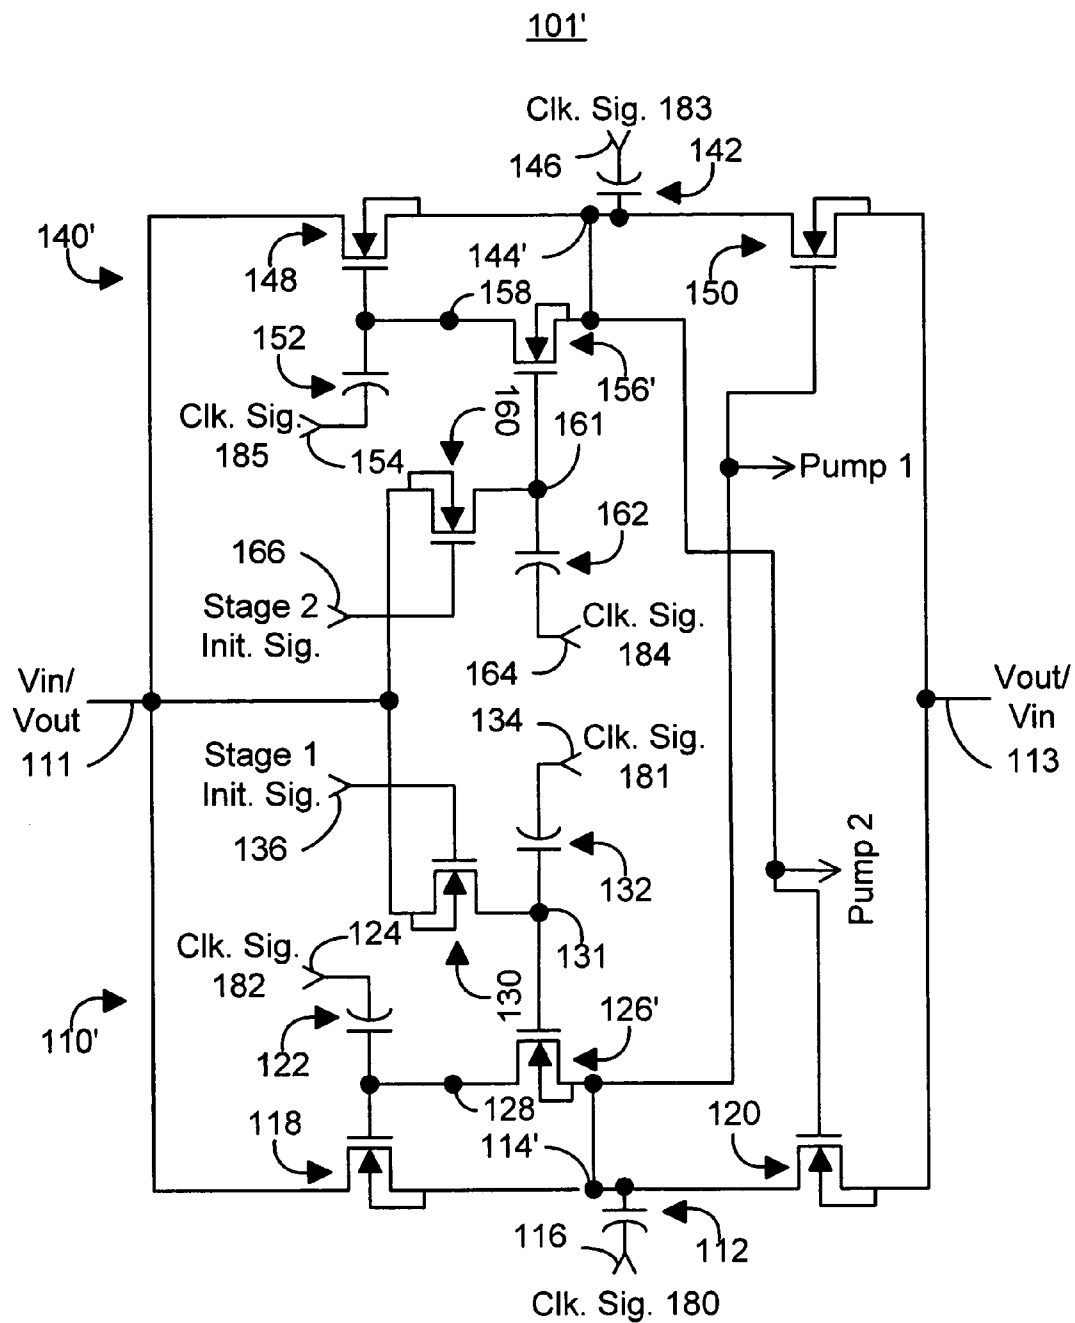 101'
Clk. Sig. 183
146
142
140'
148
144'
150
158
152
156'
Clk. Sig.
185
154
160
161
Pump 1
162
166
Stage 2
Init. Sig.
Clk. Sig.
184
164
Vin/
Vout
111
Vout/
Vin
113
134
Clk. Sig.
181
Stage 1
Init. Sig.
136
132
Pump 2
124
Clk. Sig.
182
131
130
110'
122
126'
128
118
120
114'
116
112
Clk. Sig. 180